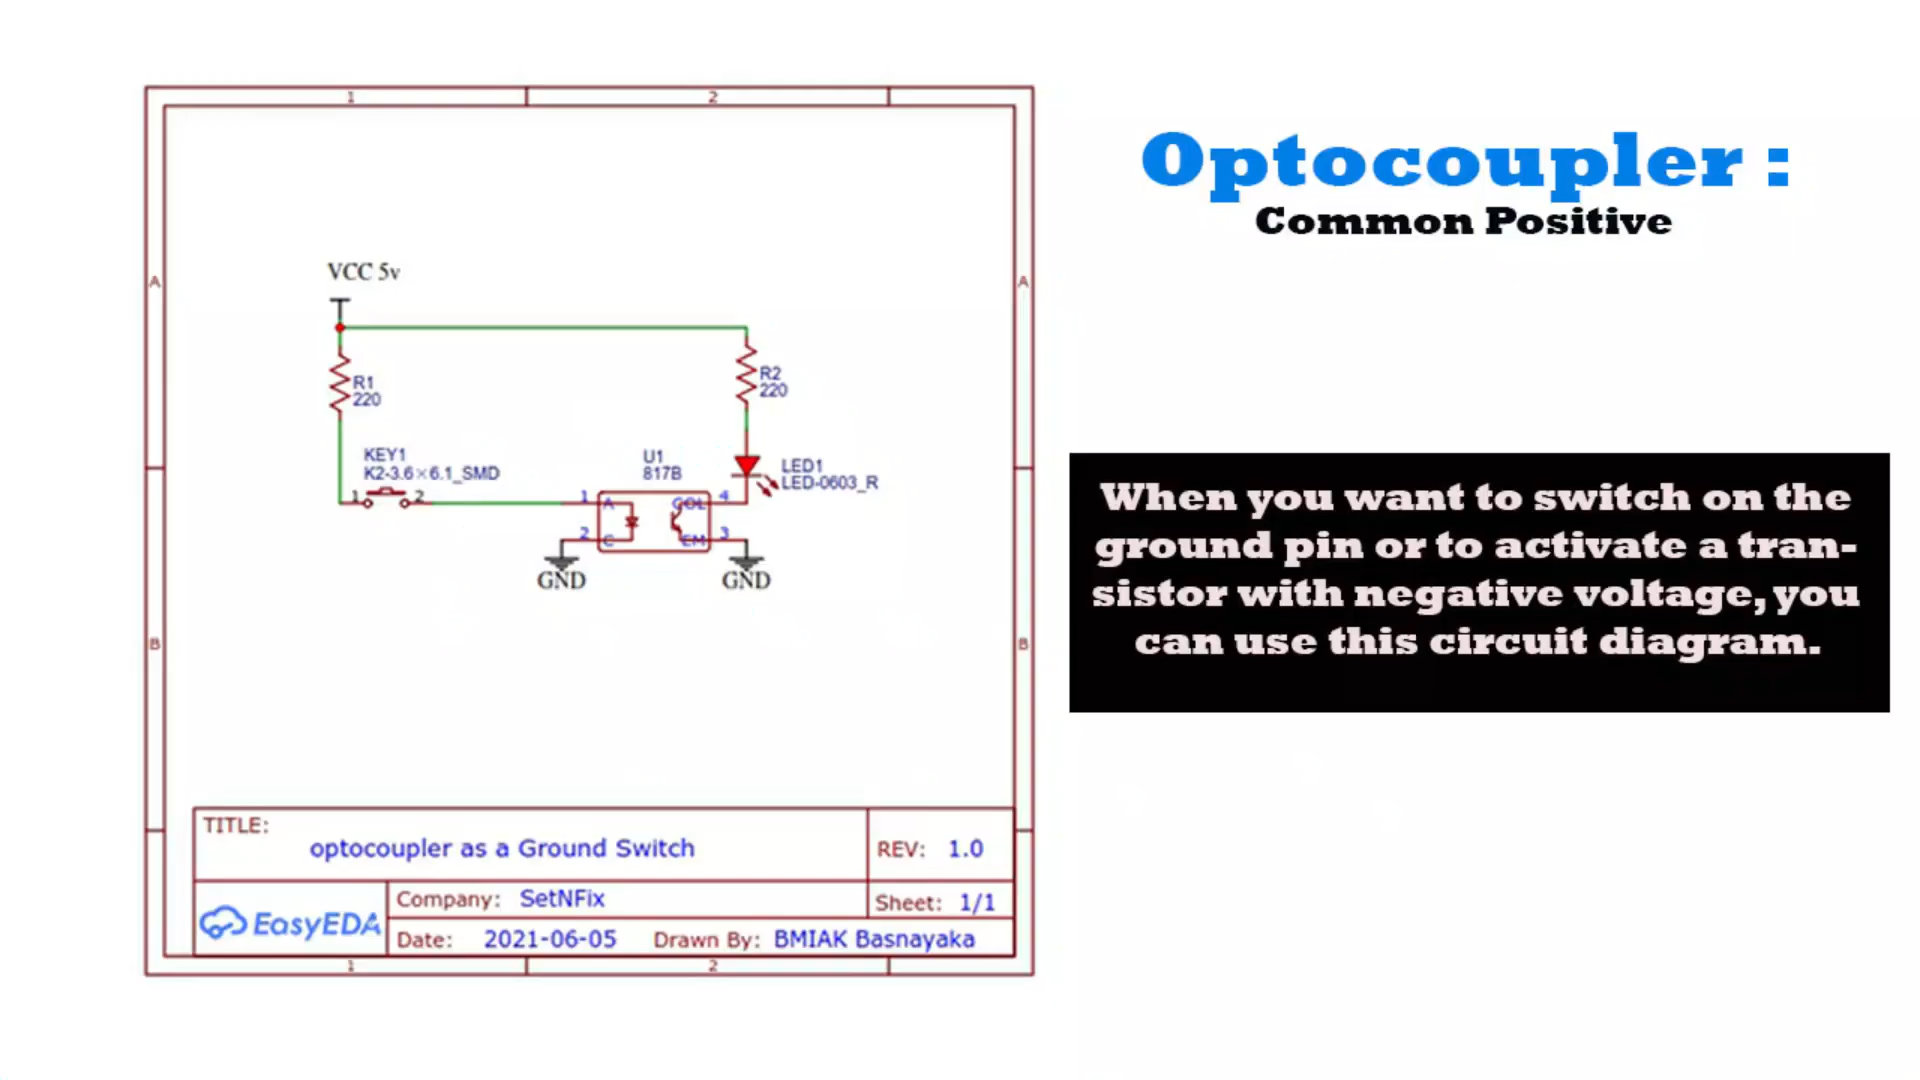 1 2
Optocoupler :
Common Positive
A A
VCC 5v
R1
220
R2
220
KEY1
K2-3.6×6.1_SMD
1 2
U1
817B
LED1
LED-0603_R
1 A COL 4
2 C EM 3
GND GND
When you want to switch on the
ground pin or to activate a tran-
sistor with negative voltage, you
can use this circuit diagram.
B B
TITLE:
optocoupler as a Ground Switch
REV: 1.0
EasyEDA
Company: SetNFix
Sheet: 1/1
Date: 2021-06-05 Drawn By: BMIAK Basnayaka
1 2